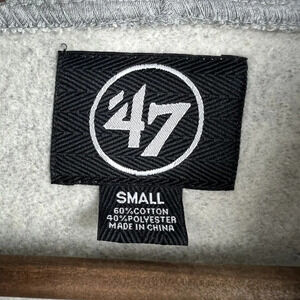 '47
SMALL
60%COTTON
40%POLYESTER
MADE IN CHINA